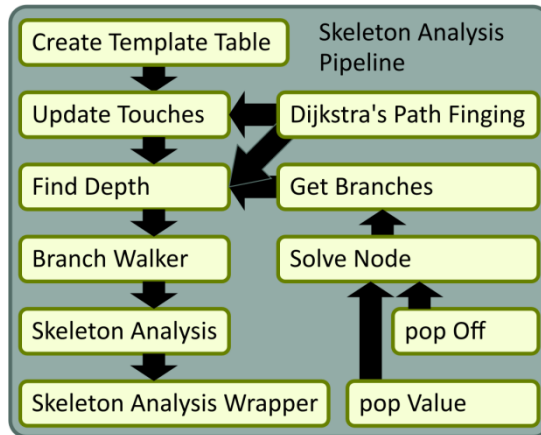 Skeleton Analysis
Pipeline
Create Template Table
Update Touches
Dijkstra's Path Finging
Find Depth
Get Branches
Branch Walker
Solve Node
Skeleton Analysis
pop Off
Skeleton Analysis Wrapper
pop Value